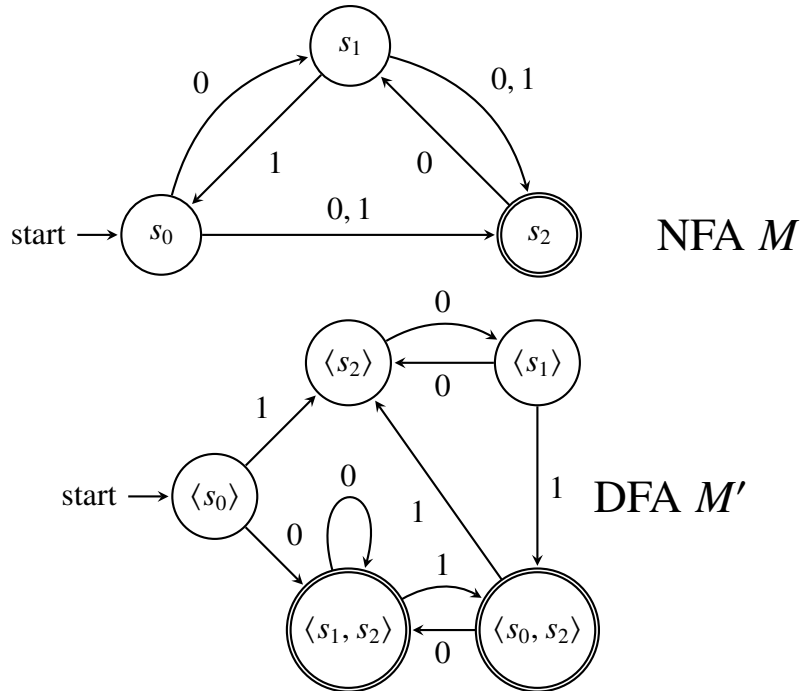 s₁
0
0, 1
1
0
0, 1
start
s₀
s₂
NFA M
0
⟨s₂⟩
⟨s₁⟩
0
1
start
⟨s₀⟩
0
1
1
DFA M′
0
1
⟨s₁, s₂⟩
⟨s₀, s₂⟩
0